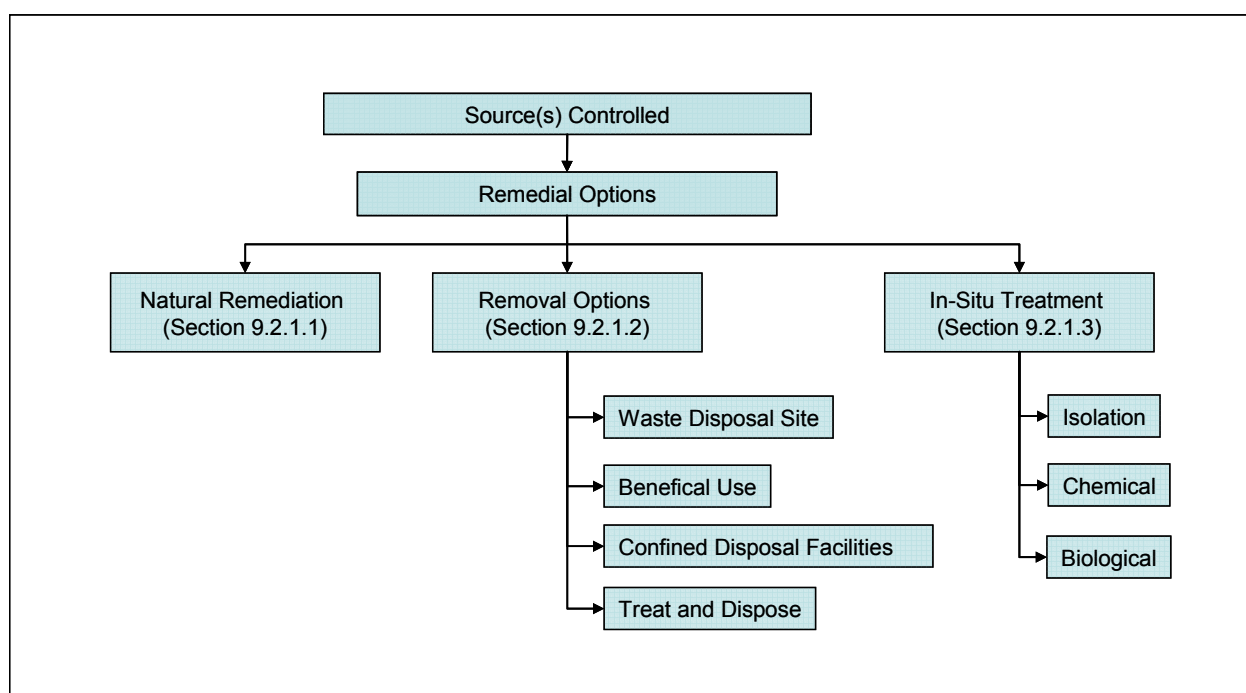 Source(s) Controlled
Remedial Options
Natural Remediation
(Section 9.2.1.1)
Removal Options
(Section 9.2.1.2)
In-Situ Treatment
(Section 9.2.1.3)
Waste Disposal Site
Benefical Use
Confined Disposal Facilities
Treat and Dispose
Isolation
Chemical
Biological